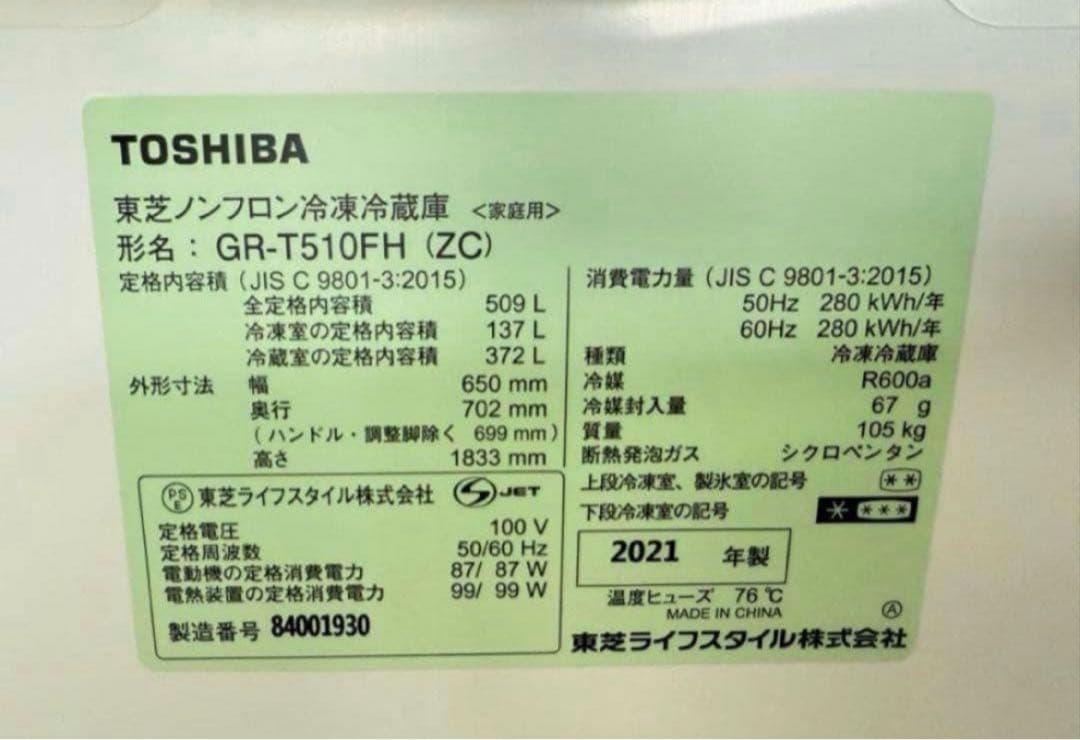 TOSHIBA
東芝ノンフロン冷凍冷蔵庫 <家庭用>
形名： GR-T510FH (ZC)
定格内容積 (JIS C 9801-3:2015)
全定格内容積 509 L
冷凍室の定格内容積 137 L
冷蔵室の定格内容積 372 L
外形寸法 幅 650 mm
奥行 702 mm
(ハンドル・調整脚除く 699 mm)
高さ 1833 mm
消費電力量 (JIS C 9801-3:2015)
50Hz 280 kWh/年
60Hz 280 kWh/年
種類 冷凍冷蔵庫
冷媒 R600a
冷媒封入量 67 g
質量 105 kg
断熱発泡ガス シクロペンタン
上段冷凍室、製氷室の記号 **
下段冷凍室の記号 * ***
PSE 東芝ライフスタイル株式会社 JET
定格電圧 100 V
定格周波数 50/60 Hz
電動機の定格消費電力 87/ 87 W
電熱装置の定格消費電力 99/ 99 W
製造番号 84001930
2021 年製
温度ヒューズ 76 ℃
MADE IN CHINA
Ⓐ
東芝ライフスタイル株式会社